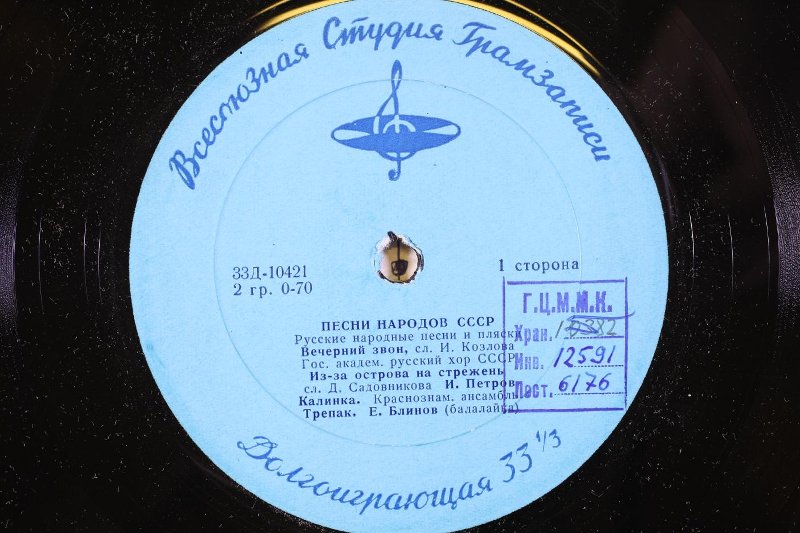 Всесоюзная Студия Грамзаписи
33Д-10421
2 гр. 0-70
1 сторона
ПЕСНИ НАРОДОВ СССР
Русские народные песни и пляски
Вечерний звон, сл. И. Козлова
Гос. академ. русский хор СССР
Из-за острова на стрежень
сл. Д. Садовникова И. Петров
Калинка. Краснознам. ансамбль
Трепак. Е. Блинов (балалайка)
Г.Ц.М.М.К.
Хран.
Инв. 12591
Пост. 6176
Долгоиграющая 33 1/3